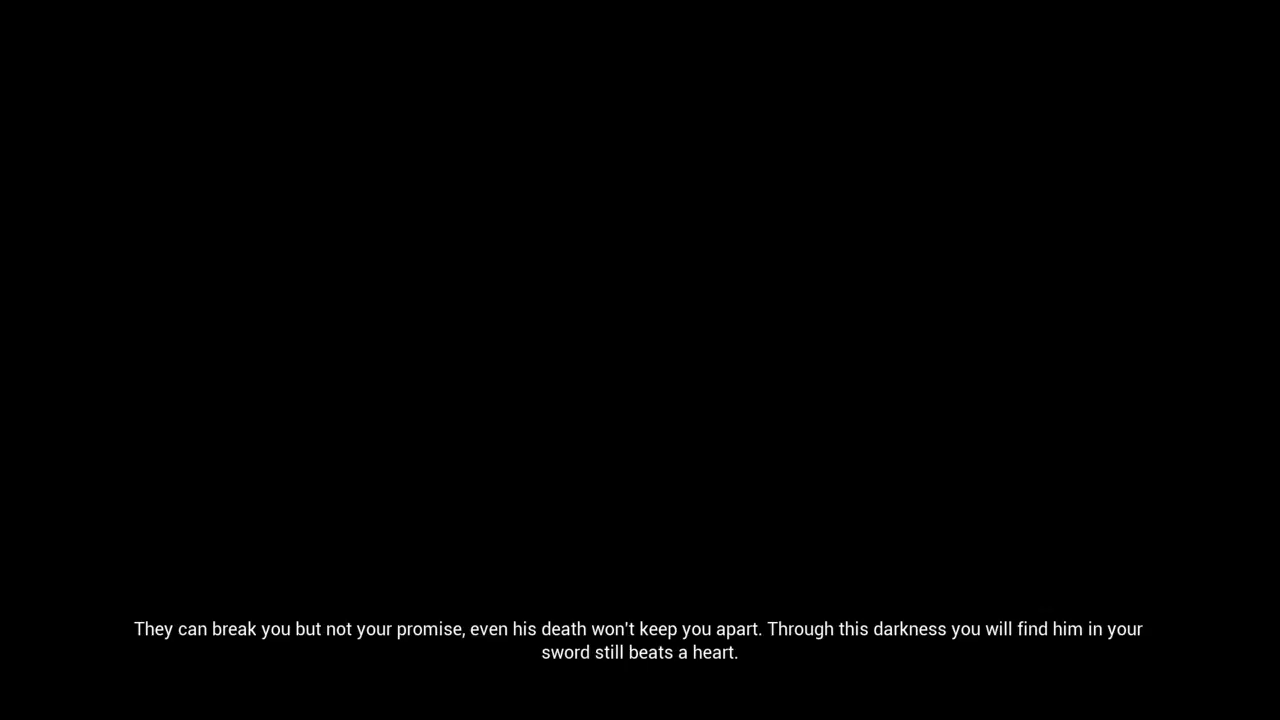 They can break you but not your promise, even his death won't keep you apart. Through this darkness you will find him in your
sword still beats a heart.